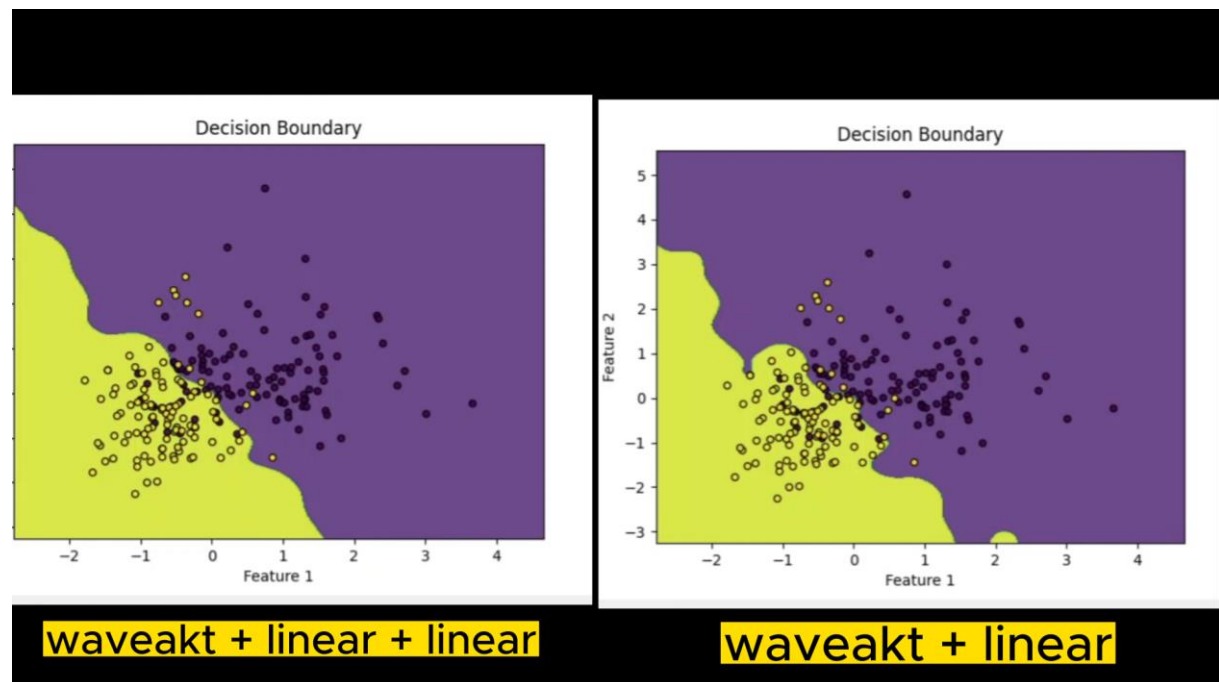 Decision Boundary
−2 −1 0 1 2 3 4
Feature 1
waveakt + linear + linear
Decision Boundary
5
4
3
2
1
0
−1
−2
−3
Feature 2
−2 −1 0 1 2 3 4
Feature 1
waveakt + linear